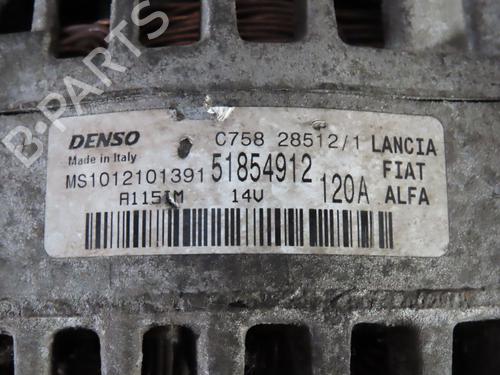 B-PARTS
DENSO C758 28512/1 LANCIA
Made in Italy 51854912 FIAT
MS1012101391 120A ALFA
A115IM 14V